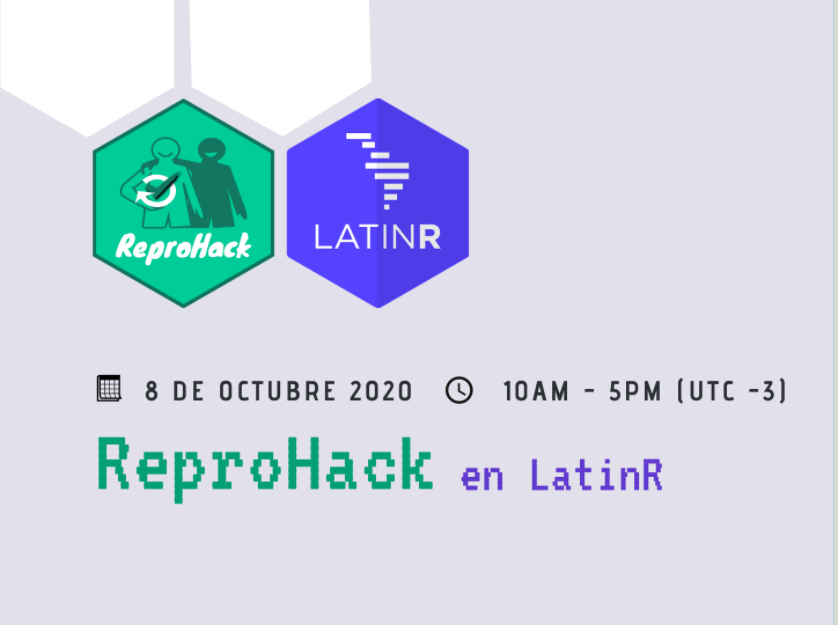 ReproHack
LATINR
8 DE OCTUBRE 2020 10AM - 5PM (UTC -3)
ReproHack en LatinR